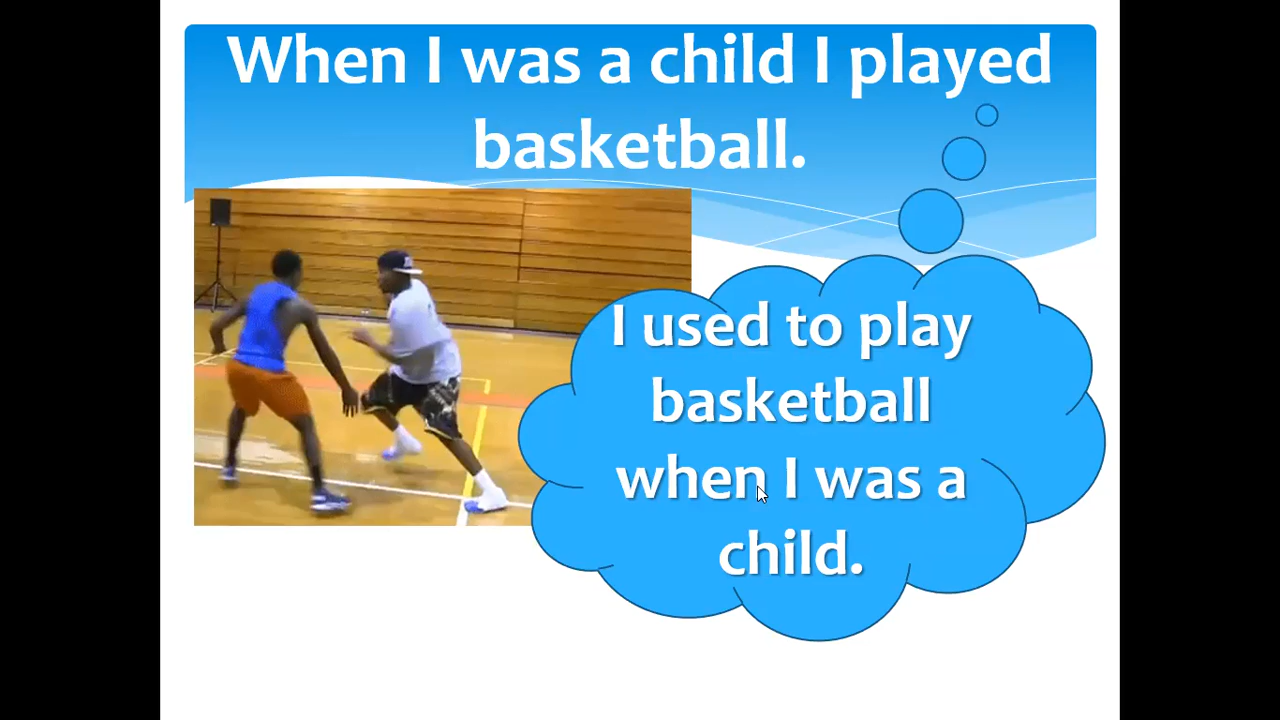 When I was a child I played
basketball.
I used to play
basketball
when I was a
child.